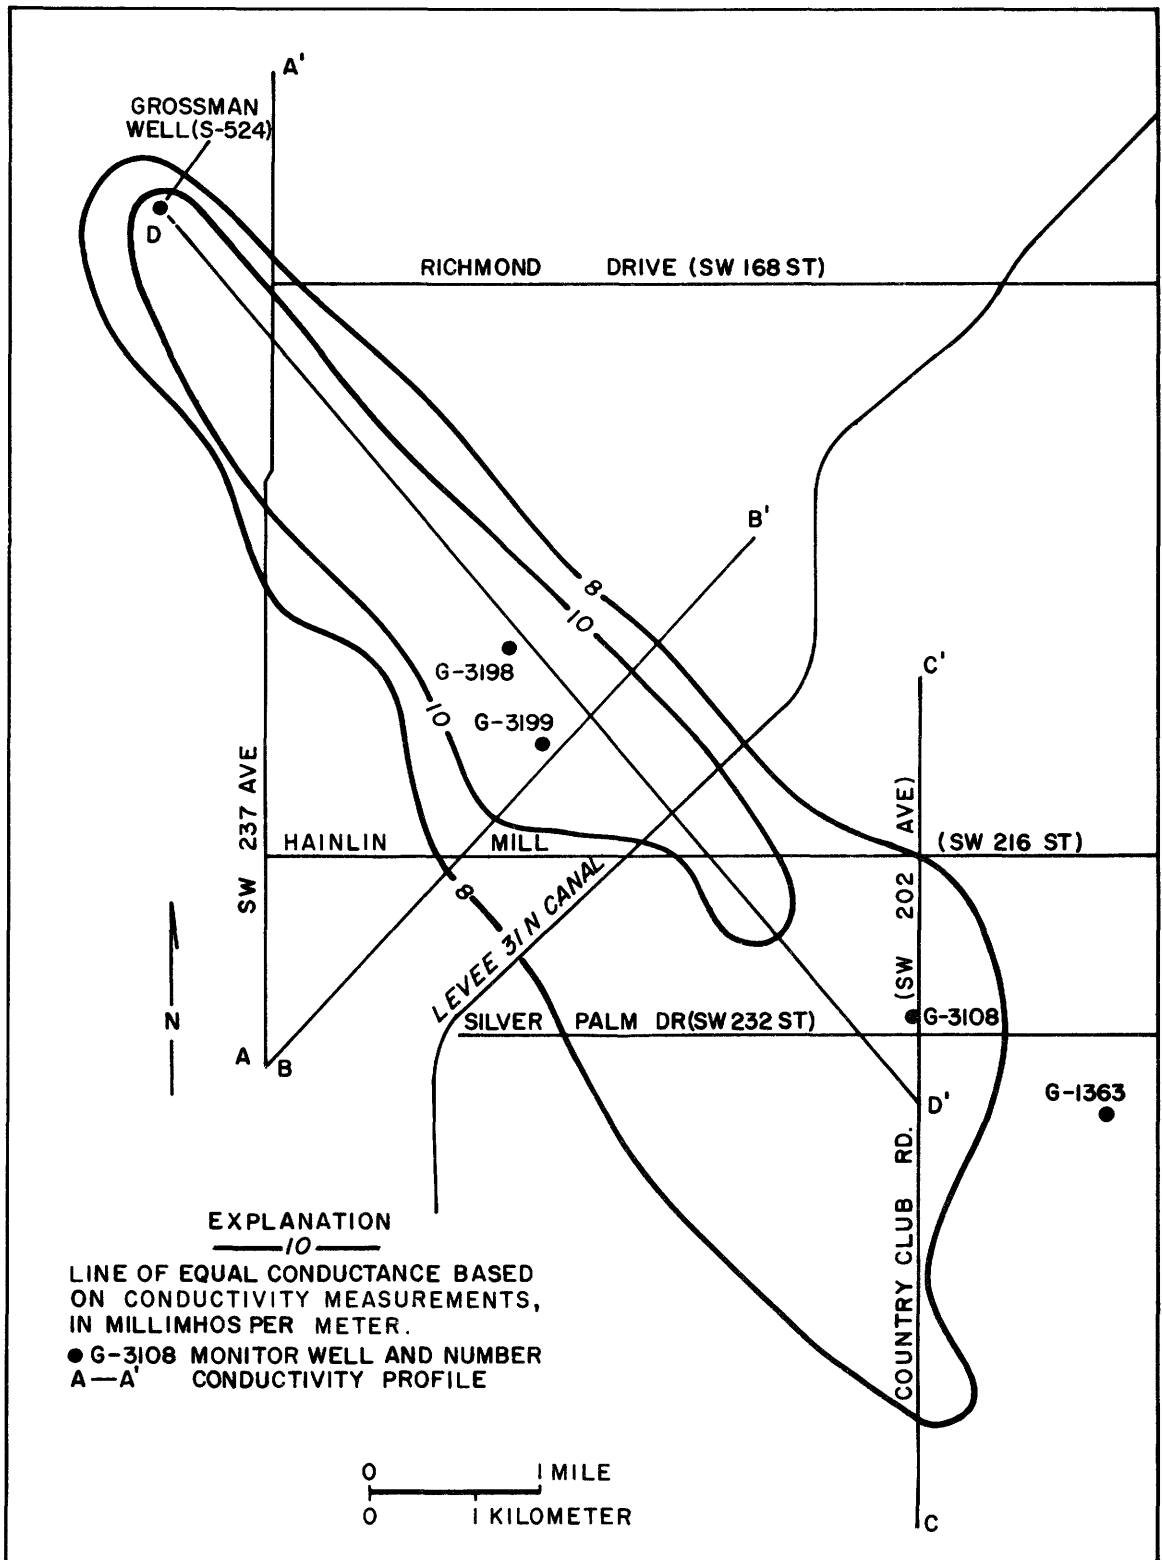 A'
GROSSMAN
WELL(S-524)
D
RICHMOND DRIVE (SW 168 ST)
B'
8
10
C'
G-3198
10
G-3199
SW 237 AVE
HAINLIN MILL (SW 216 ST)
8
LEVEE 31 N CANAL
COUNTRY CLUB RD. (SW 202 AVE)
N
SILVER PALM DR(SW 232 ST)
G-3108
A
B
D'
G-1363
EXPLANATION
10
LINE OF EQUAL CONDUCTANCE BASED
ON CONDUCTIVITY MEASUREMENTS,
IN MILLIMHOS PER METER.
G-3108 MONITOR WELL AND NUMBER
A—A' CONDUCTIVITY PROFILE
0 1 MILE
0 1 KILOMETER
C